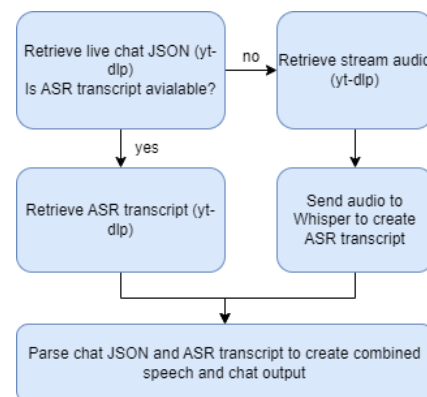 Retrieve live chat JSON (yt-
dlp)
Is ASR transcript avialable?
no
Retrieve stream audio
(yt-dlp)
yes
Retrieve ASR transcript (yt-
dlp)
Send audio to
Whisper to create
ASR transcript
Parse chat JSON and ASR transcript to create combined
speech and chat output